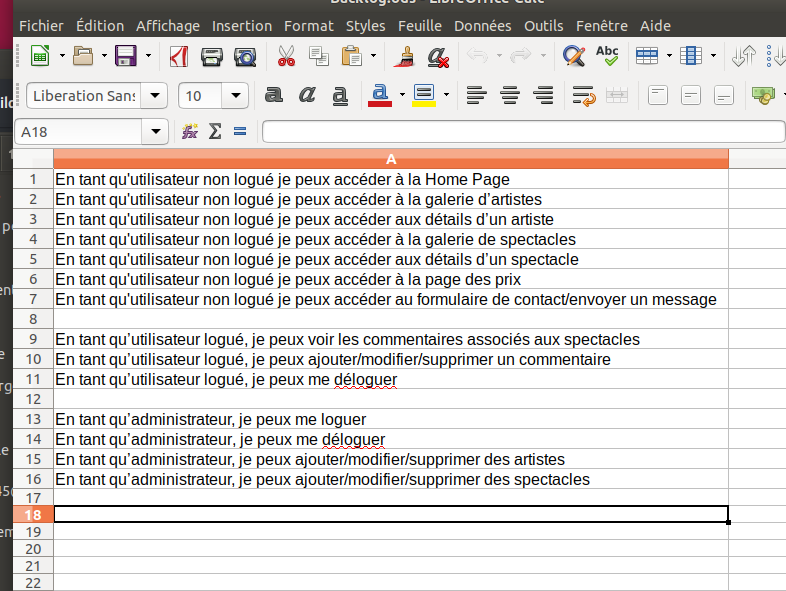 Backlog.ods - LibreOffice Calc
Fichier Édition Affichage Insertion Format Styles Feuille Données Outils Fenêtre Aide
Abc
Liberation Sans 10 a a a a
A18 fx Σ =
A
1 En tant qu'utilisateur non logué je peux accéder à la Home Page
2 En tant qu'utilisateur non logué je peux accéder à la galerie d’artistes
3 En tant qu'utilisateur non logué je peux accéder aux détails d’un artiste
4 En tant qu'utilisateur non logué je peux accéder à la galerie de spectacles
5 En tant qu'utilisateur non logué je peux accéder aux détails d’un spectacle
6 En tant qu'utilisateur non logué je peux accéder à la page des prix
7 En tant qu'utilisateur non logué je peux accéder au formulaire de contact/envoyer un message
8
9 En tant qu’utilisateur logué, je peux voir les commentaires associés aux spectacles
10 En tant qu’utilisateur logué, je peux ajouter/modifier/supprimer un commentaire
11 En tant qu’utilisateur logué, je peux me déloguer
12
13 En tant qu’administrateur, je peux me loguer
14 En tant qu’administrateur, je peux me déloguer
15 En tant qu’administrateur, je peux ajouter/modifier/supprimer des artistes
16 En tant qu’administrateur, je peux ajouter/modifier/supprimer des spectacles
17
18
19
20
21
22